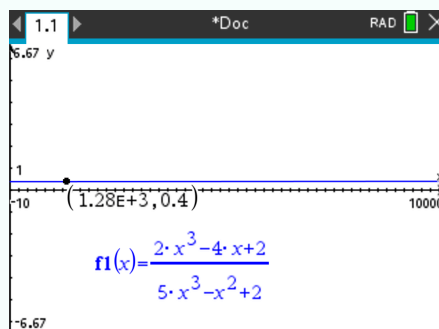 1.1 *Doc RAD
6.67 y
1
-10 (1.28E+3,0.4) 10000
f1(x)=2·x³-4·x+2
5·x³-x²+2
-6.67